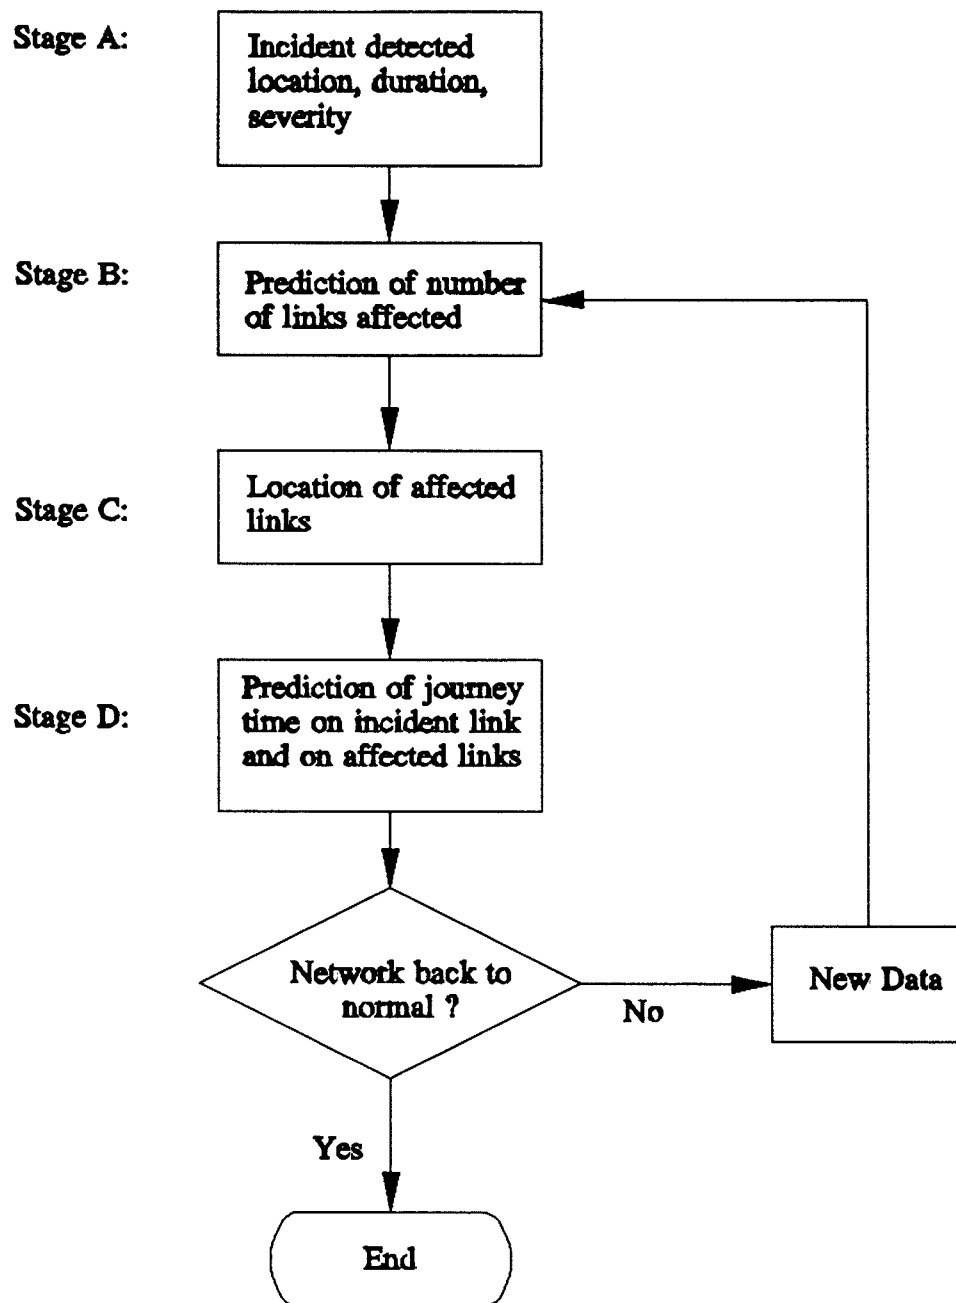 Stage A:
Incident detected
location, duration,
severity
Stage B:
Prediction of number
of links affected
Stage C:
Location of affected
links
Stage D:
Prediction of journey
time on incident link
and on affected links
Network back to
normal ?
No
New Data
Yes
End